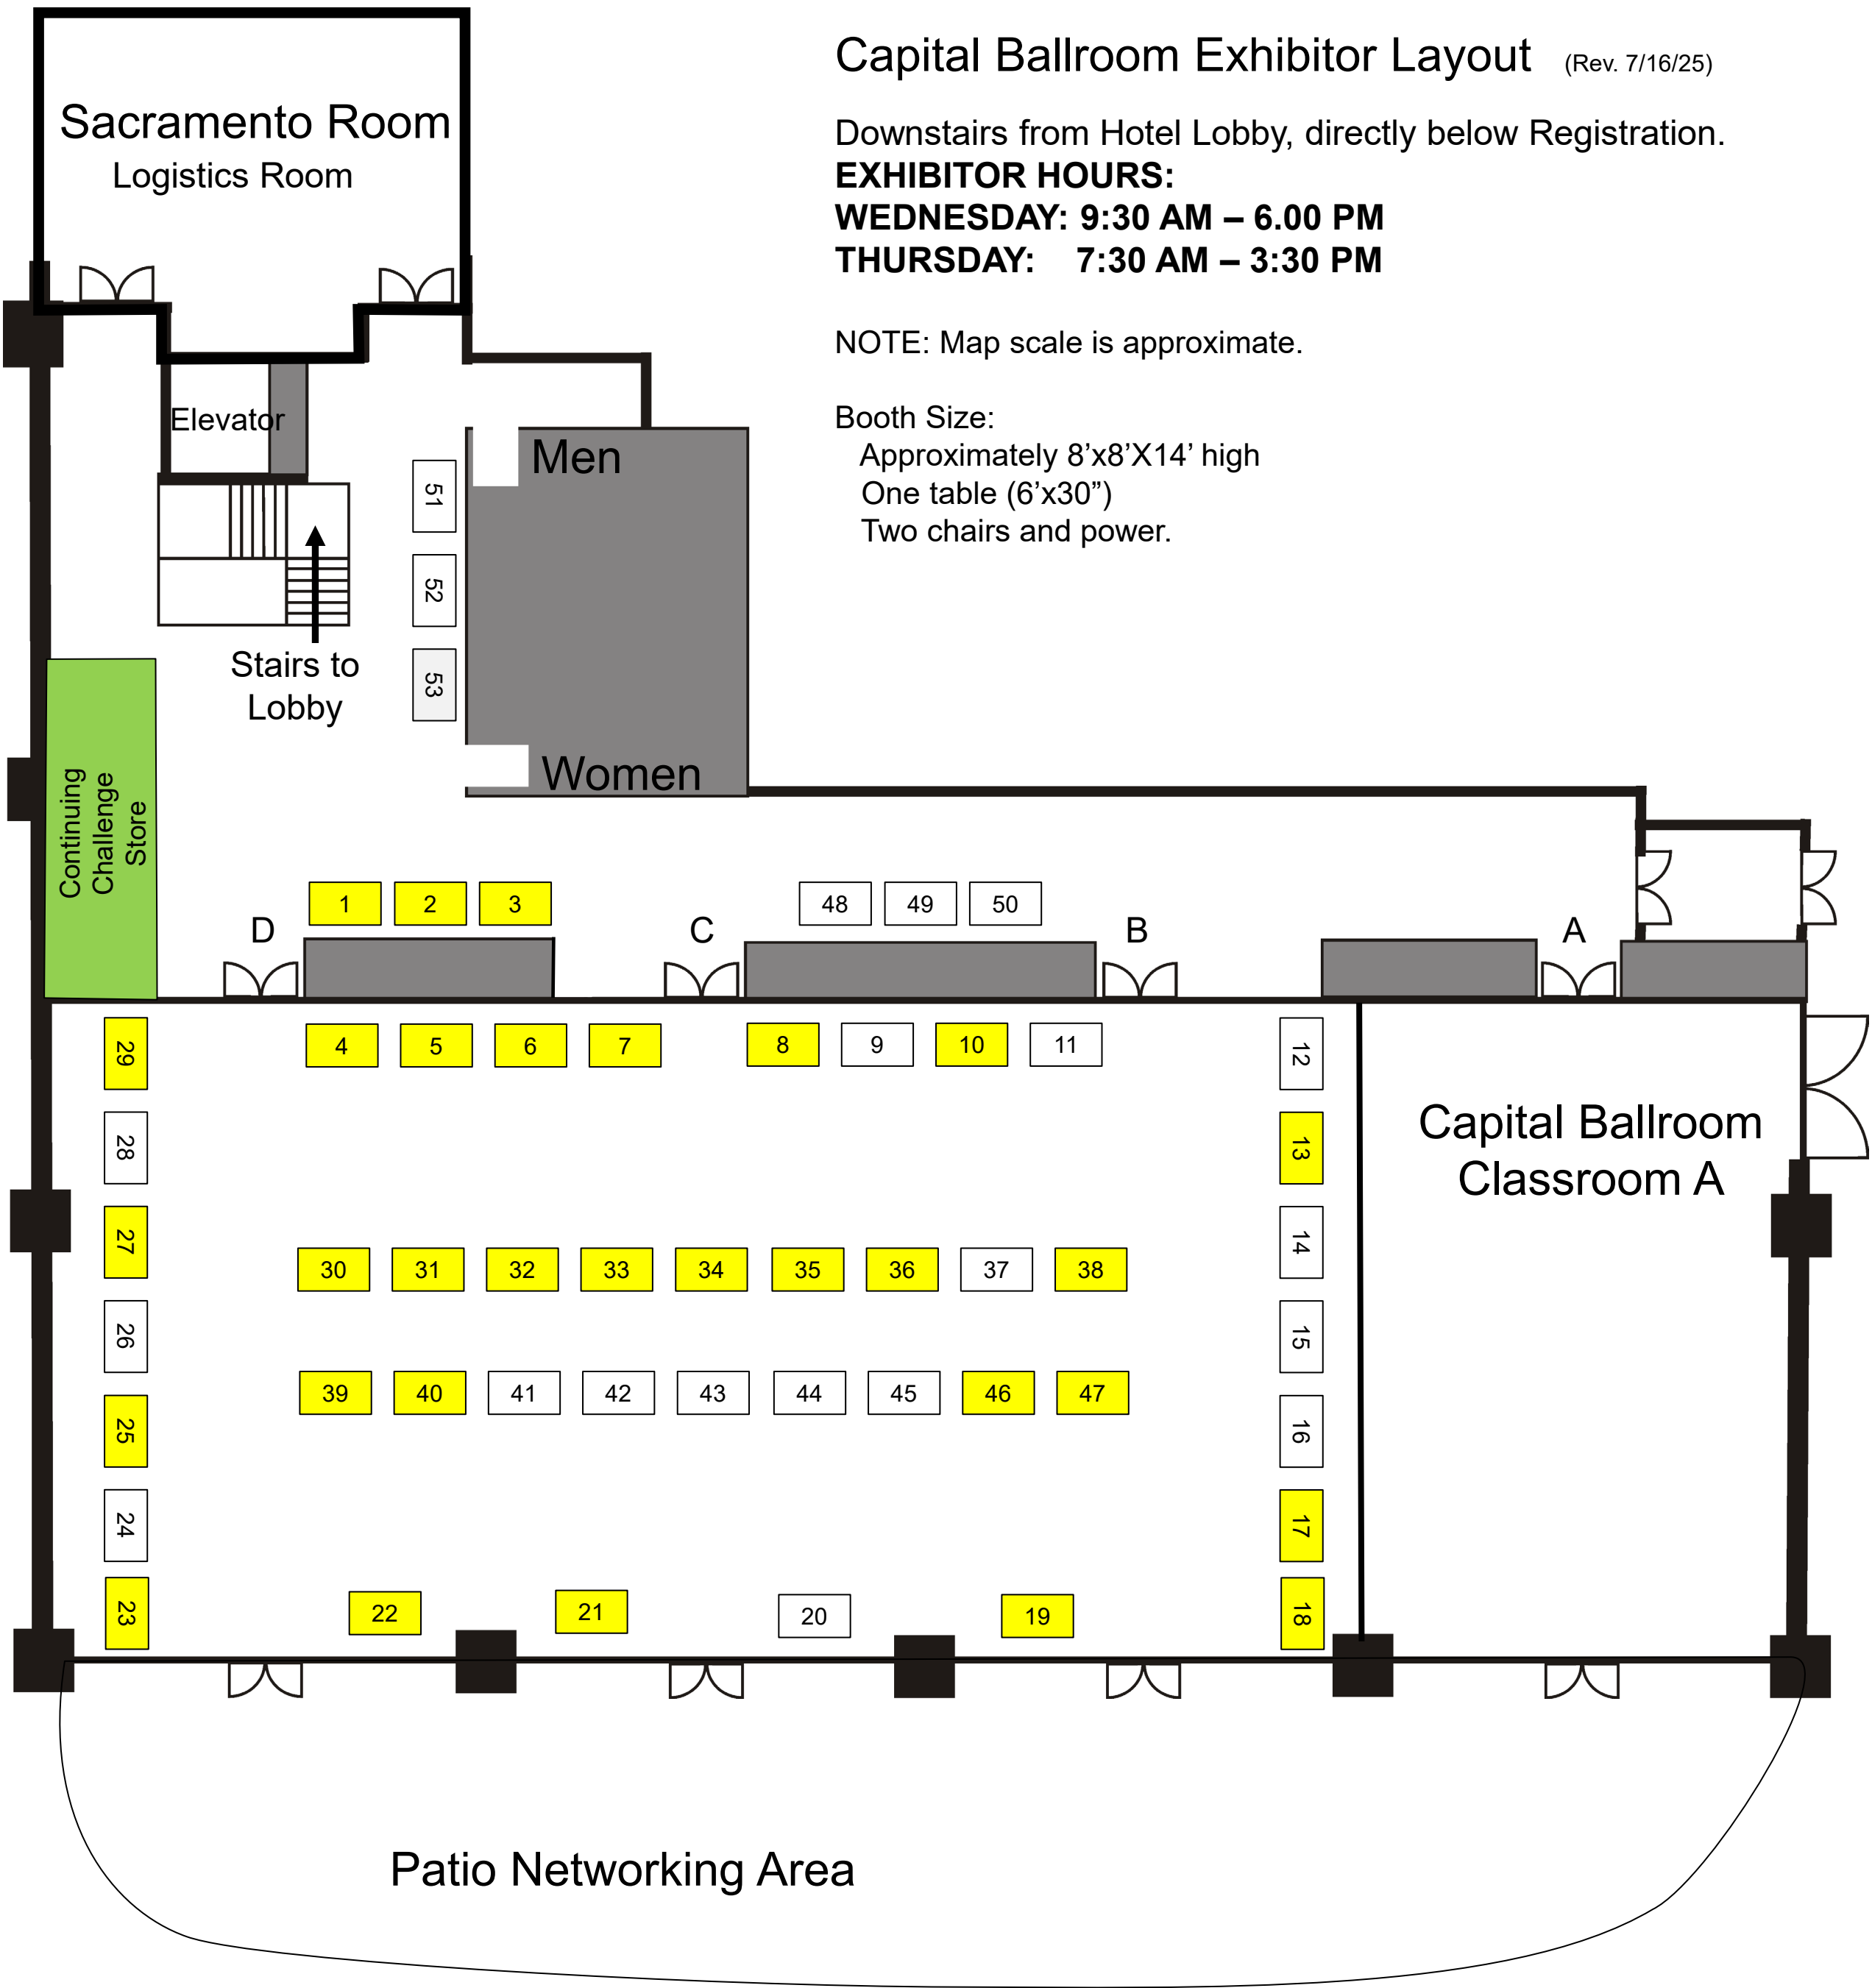 Capital Ballroom Exhibitor Layout (Rev. 7/16/25)
Downstairs from Hotel Lobby, directly below Registration.
EXHIBITOR HOURS:
WEDNESDAY: 9:30 AM – 6.00 PM
THURSDAY: 7:30 AM – 3:30 PM
NOTE: Map scale is approximate.
Booth Size:
Approximately 8’x8’X14’ high
One table (6’x30”)
Two chairs and power.
Sacramento Room
Logistics Room
Elevator
Men
51
52
53
Stairs to
Lobby
Women
Continuing
Challenge
Store
1 2 3
48 49 50
D C B A
4 5 6 7 8 9 10 11
12
13
14
15
16
17
18
29
28
27
26
25
24
23
Capital Ballroom
Classroom A
30 31 32 33 34 35 36 37 38
39 40 41 42 43 44 45 46 47
22 21 20 19
Patio Networking Area